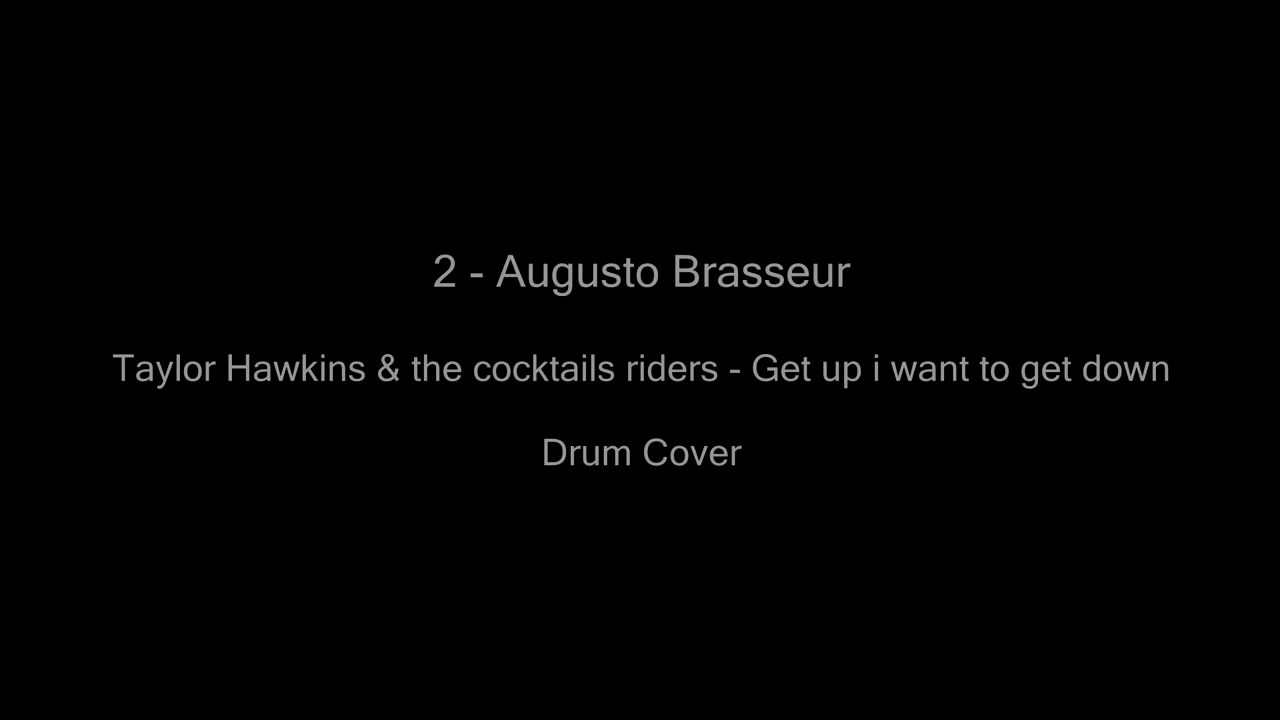 2 - Augusto Brasseur
Taylor Hawkins & the cocktails riders - Get up i want to get down
Drum Cover